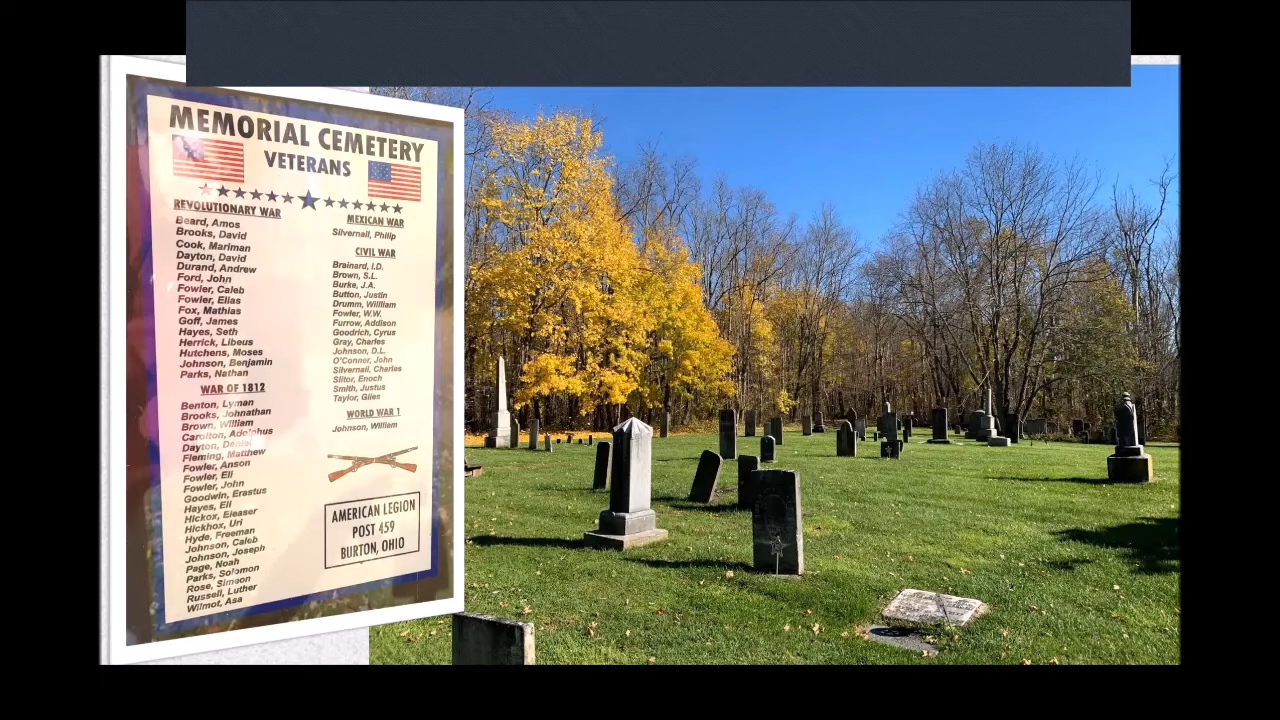 MEMORIAL CEMETERY
VETERANS
REVOLUTIONARY WAR
Beard, Amos
Brooks, David
Cook, Mariman
Dayton, David
Durand, Andrew
Ford, John
Fowler, Caleb
Fowler, Elias
Fox, Mathias
Goff, James
Hayes, Seth
Herrick, Libeus
Hutchens, Moses
Johnson, Benjamin
Parks, Nathan
WAR OF 1812
Benton, Lyman
Brooks, Johnathan
Brown, William
Carolton, Adolphus
Dayton, Denial
Fleming, Matthew
Fowler, Anson
Fowler, Eli
Fowler, John
Goodwin, Erastus
Hayes, Eli
Hickox, Eleaser
Hickhox, Uri
Hyde, Freeman
Johnson, Caleb
Johnson, Joseph
Page, Noah
Parks, Solomon
Rose, Simeon
Russell, Luther
Wilmot, Asa
MEXICAN WAR
Silvernail, Philip
CIVIL WAR
Brainard, I.D.
Brown, S.L.
Burke, J.A.
Button, Justin
Drumm, Willliam
Fowler, W.W.
Furrow, Addison
Goodrich, Cyrus
Gray, Charles
Johnson, D.L.
O'Conner, John
Silvernail, Charles
Slitor, Enoch
Smith, Justus
Taylor, Giles
WORLD WAR 1
Johnson, William
AMERICAN LEGION
POST 459
BURTON, OHIO